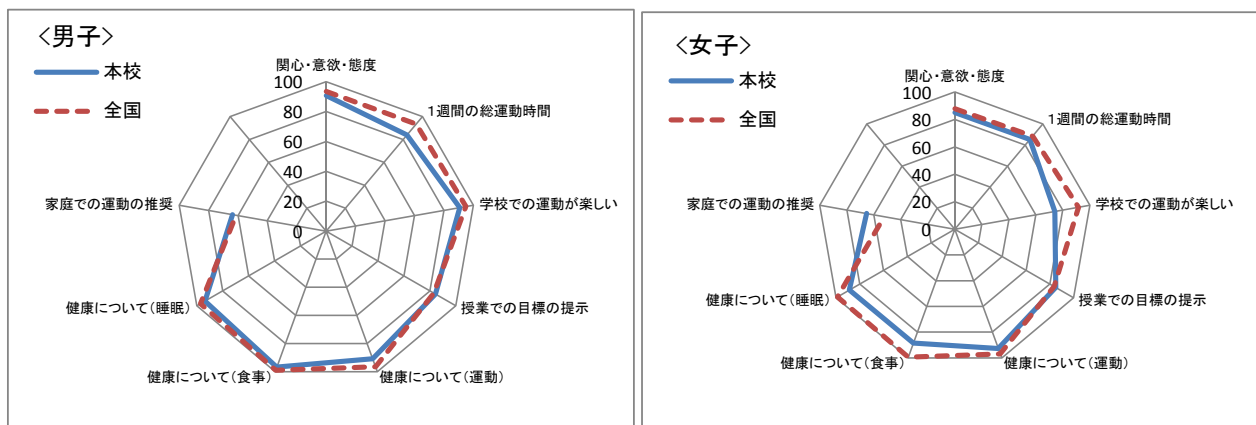 <男子>
本校
全国
関心・意欲・態度
1週間の総運動時間
学校での運動が楽しい
授業での目標の提示
健康について(運動)
健康について(食事)
健康について(睡眠)
家庭での運動の推奨
100
80
60
40
20
0
<女子>
本校
全国
関心・意欲・態度
1週間の総運動時間
学校での運動が楽しい
授業での目標の提示
健康について(運動)
健康について(食事)
健康について(睡眠)
家庭での運動の推奨
100
80
60
40
20
0